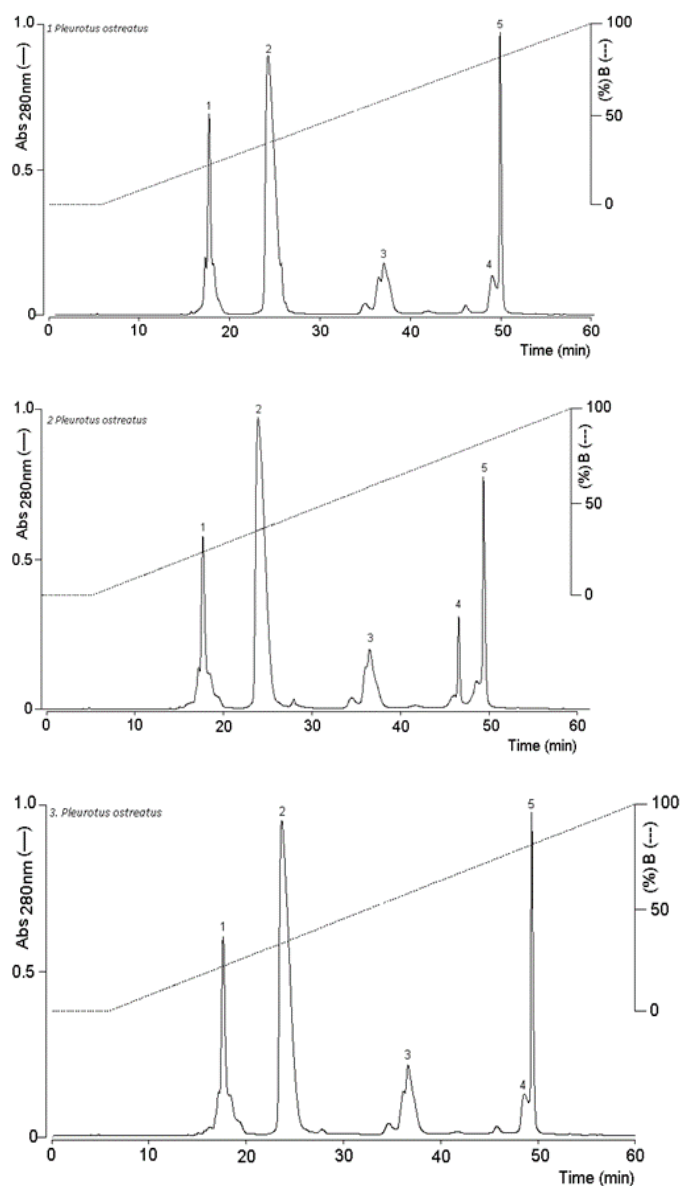 1.0
1 Pleurotus ostreatus
Abs 280nm (—)
0.5
0
1
2
3
4
5
100
50
0
(%) B (---)
0 10 20 30 40 50 60
Time (min)
1.0
2 Pleurotus ostreatus
Abs 280nm (—)
0.5
0
1
2
3
4
5
100
50
0
(%) B (---)
0 10 20 30 40 50 60
Time (min)
1.0
3. Pleurotus ostreatus
Abs 280nm (—)
0.5
0
1
2
3
4
5
100
50
0
(%) B (---)
0 10 20 30 40 50 60
Time (min)